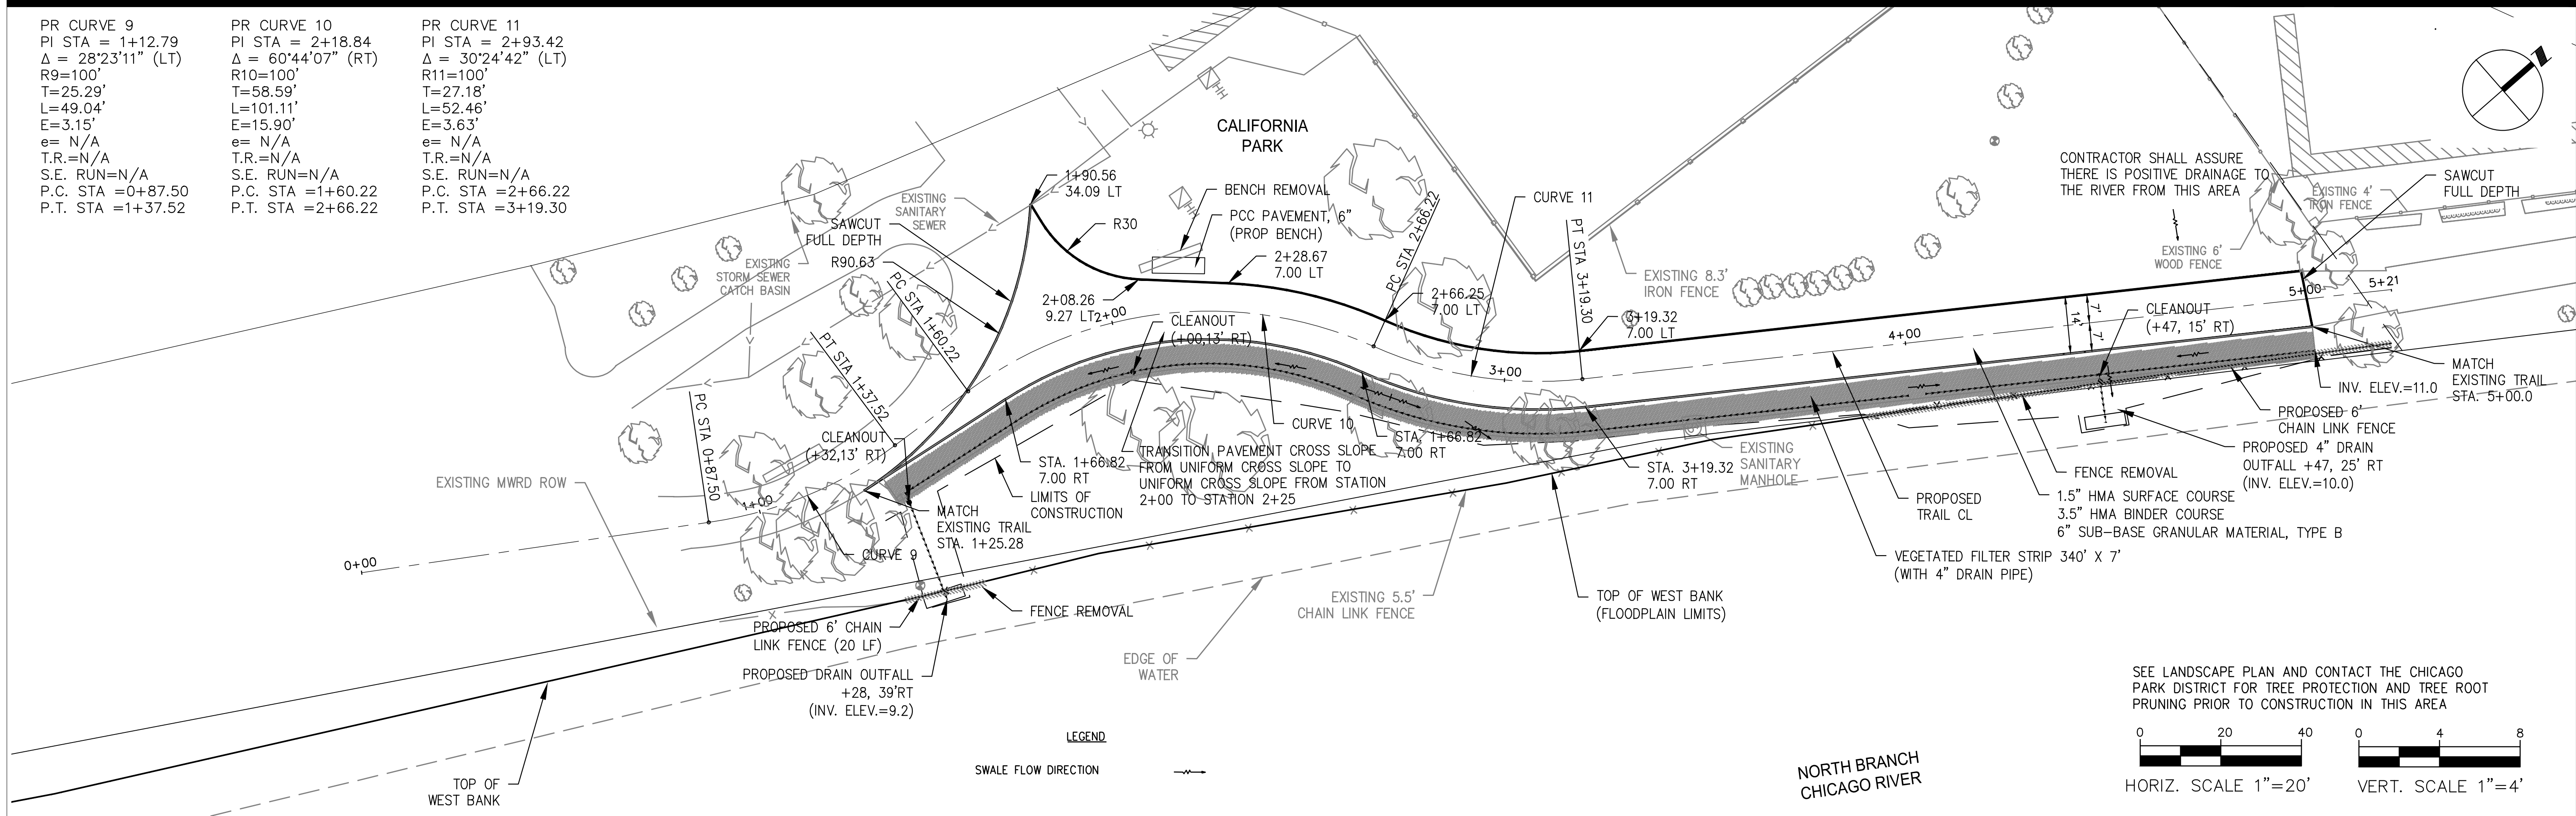 PR CURVE 9
PI STA = 1+12.79
Δ = 28°23'11" (LT)
R9=100'
T=25.29'
L=49.04'
E=3.15'
e= N/A
T.R.=N/A
S.E. RUN=N/A
P.C. STA =0+87.50
P.T. STA =1+37.52
PR CURVE 10
PI STA = 2+18.84
Δ = 60°44'07" (RT)
R10=100'
T=58.59'
L=101.11'
E=15.90'
e= N/A
T.R.=N/A
S.E. RUN=N/A
P.C. STA =1+60.22
P.T. STA =2+66.22
PR CURVE 11
PI STA = 2+93.42
Δ = 30°24'42" (LT)
R11=100'
T=27.18'
L=52.46'
E=3.63'
e= N/A
T.R.=N/A
S.E. RUN=N/A
P.C. STA =2+66.22
P.T. STA =3+19.30
CALIFORNIA
PARK
1+90.56
34.09 LT
BENCH REMOVAL
PCC PAVEMENT, 6"
(PROP BENCH)
R30
EXISTING
SANITARY
SEWER
SAWCUT
FULL DEPTH
R90.63
EXISTING
STORM SEWER
CATCH BASIN
2+28.67
7.00 LT
2+08.26
9.27 LT
2+00
PC STA 2+66.22
CURVE 11
2+66.25
7.00 LT
PT STA 3+19.30
3+19.32
7.00 LT
EXISTING 8.3'
IRON FENCE
CONTRACTOR SHALL ASSURE
THERE IS POSITIVE DRAINAGE TO
THE RIVER FROM THIS AREA
EXISTING 4'
IRON FENCE
SAWCUT
FULL DEPTH
EXISTING 6'
WOOD FENCE
5+00
5+21
14'
7'
7'
CLEANOUT
(+47, 15' RT)
4+00
3+00
CLEANOUT
(+00,13' RT)
PC STA 1+60.22
PT STA 1+37.52
PC STA 0+87.50
CLEANOUT
(+32,13' RT)
EXISTING MWRD ROW
0+00
1+00
CURVE 9
STA. 1+66.82
7.00 RT
LIMITS OF
CONSTRUCTION
MATCH
EXISTING TRAIL
STA. 1+25.28
TRANSITION PAVEMENT CROSS SLOPE
FROM UNIFORM CROSS SLOPE TO
UNIFORM CROSS SLOPE FROM STATION
2+00 TO STATION 2+25
CURVE 10
STA. 1+66.82
7.00 RT
STA. 3+19.32
7.00 RT
EXISTING
SANITARY
MANHOLE
PROPOSED
TRAIL CL
MATCH
EXISTING TRAIL
STA. 5+00.0
INV. ELEV.=11.0
PROPOSED 6'
CHAIN LINK FENCE
PROPOSED 4" DRAIN
OUTFALL +47, 25' RT
(INV. ELEV.=10.0)
FENCE REMOVAL
1.5" HMA SURFACE COURSE
3.5" HMA BINDER COURSE
6" SUB-BASE GRANULAR MATERIAL, TYPE B
VEGETATED FILTER STRIP 340' X 7'
(WITH 4" DRAIN PIPE)
TOP OF WEST BANK
(FLOODPLAIN LIMITS)
EXISTING 5.5'
CHAIN LINK FENCE
FENCE REMOVAL
PROPOSED 6' CHAIN
LINK FENCE (20 LF)
PROPOSED DRAIN OUTFALL
+28, 39'RT
(INV. ELEV.=9.2)
EDGE OF
WATER
TOP OF
WEST BANK
LEGEND
SWALE FLOW DIRECTION
NORTH BRANCH
CHICAGO RIVER
SEE LANDSCAPE PLAN AND CONTACT THE CHICAGO
PARK DISTRICT FOR TREE PROTECTION AND TREE ROOT
PRUNING PRIOR TO CONSTRUCTION IN THIS AREA
0 20 40
HORIZ. SCALE 1"=20'
0 4 8
VERT. SCALE 1"=4'